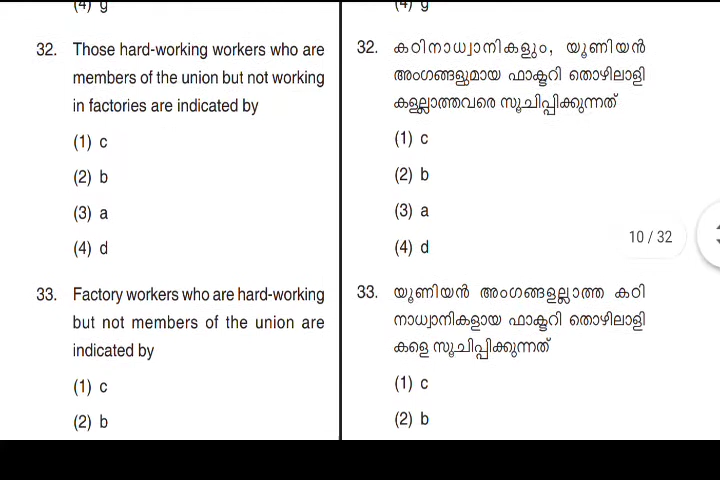 (4) g
32. Those hard-working workers who are
members of the union but not working
in factories are indicated by
(1) c
(2) b
(3) a
(4) d
33. Factory workers who are hard-working
but not members of the union are
indicated by
(1) c
(2) b
(4) g
32. കഠിനാധ്വാനികളും, യൂണിയൻ
അംഗങ്ങളുമായ ഫാക്ടറി തൊഴിലാളി
കളല്ലാത്തവരെ സൂചിപ്പിക്കുന്നത്
(1) c
(2) b
(3) a
(4) d
33. യൂണിയൻ അംഗങ്ങളല്ലാത്ത കഠി
നാധ്വാനികളായ ഫാക്ടറി തൊഴിലാളി
കളെ സൂചിപ്പിക്കുന്നത്
(1) c
(2) b
10 / 32